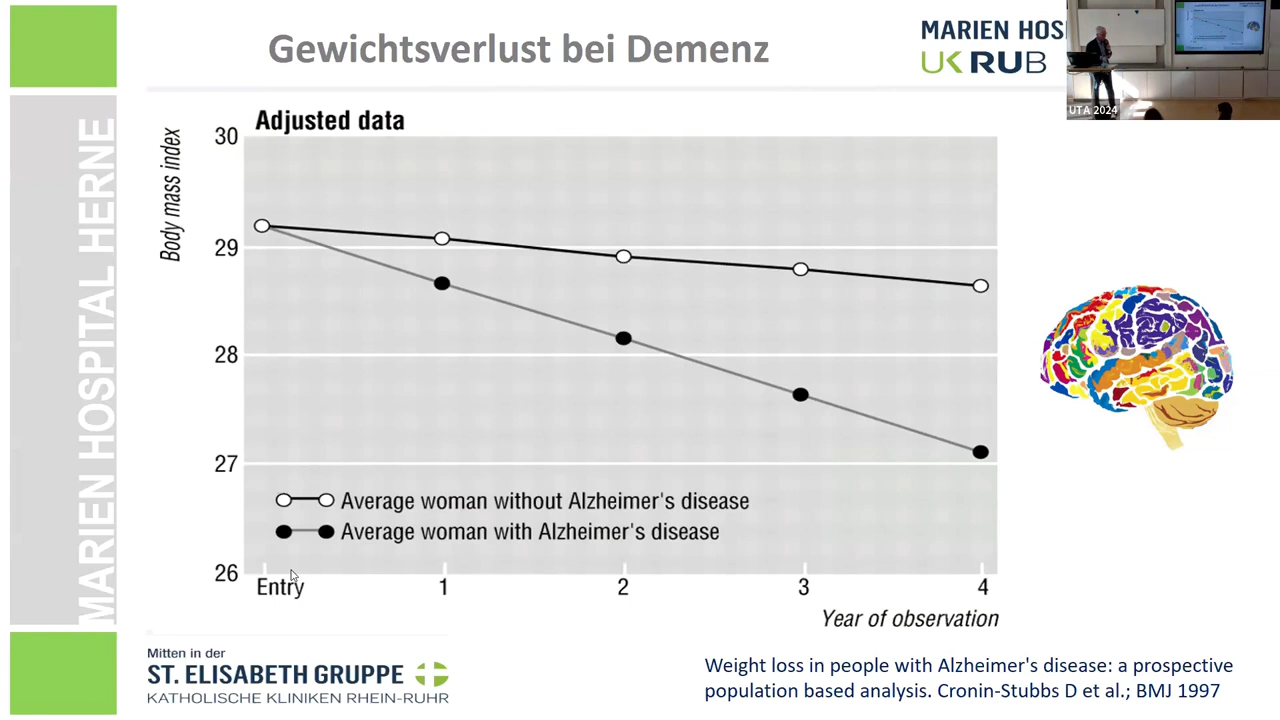 Gewichtsverlust bei Demenz
MARIEN HOS
UK RUB
UTA 2024
MARIEN HOSPITAL HERNE
Adjusted data
Body mass index
30
29
28
27
26
Average woman without Alzheimer's disease
Average woman with Alzheimer's disease
Entry 1 2 3 4
Year of observation
Mitten in der
ST. ELISABETH GRUPPE
KATHOLISCHE KLINIKEN RHEIN-RUHR
Weight loss in people with Alzheimer's disease: a prospective
population based analysis. Cronin-Stubbs D et al.; BMJ 1997